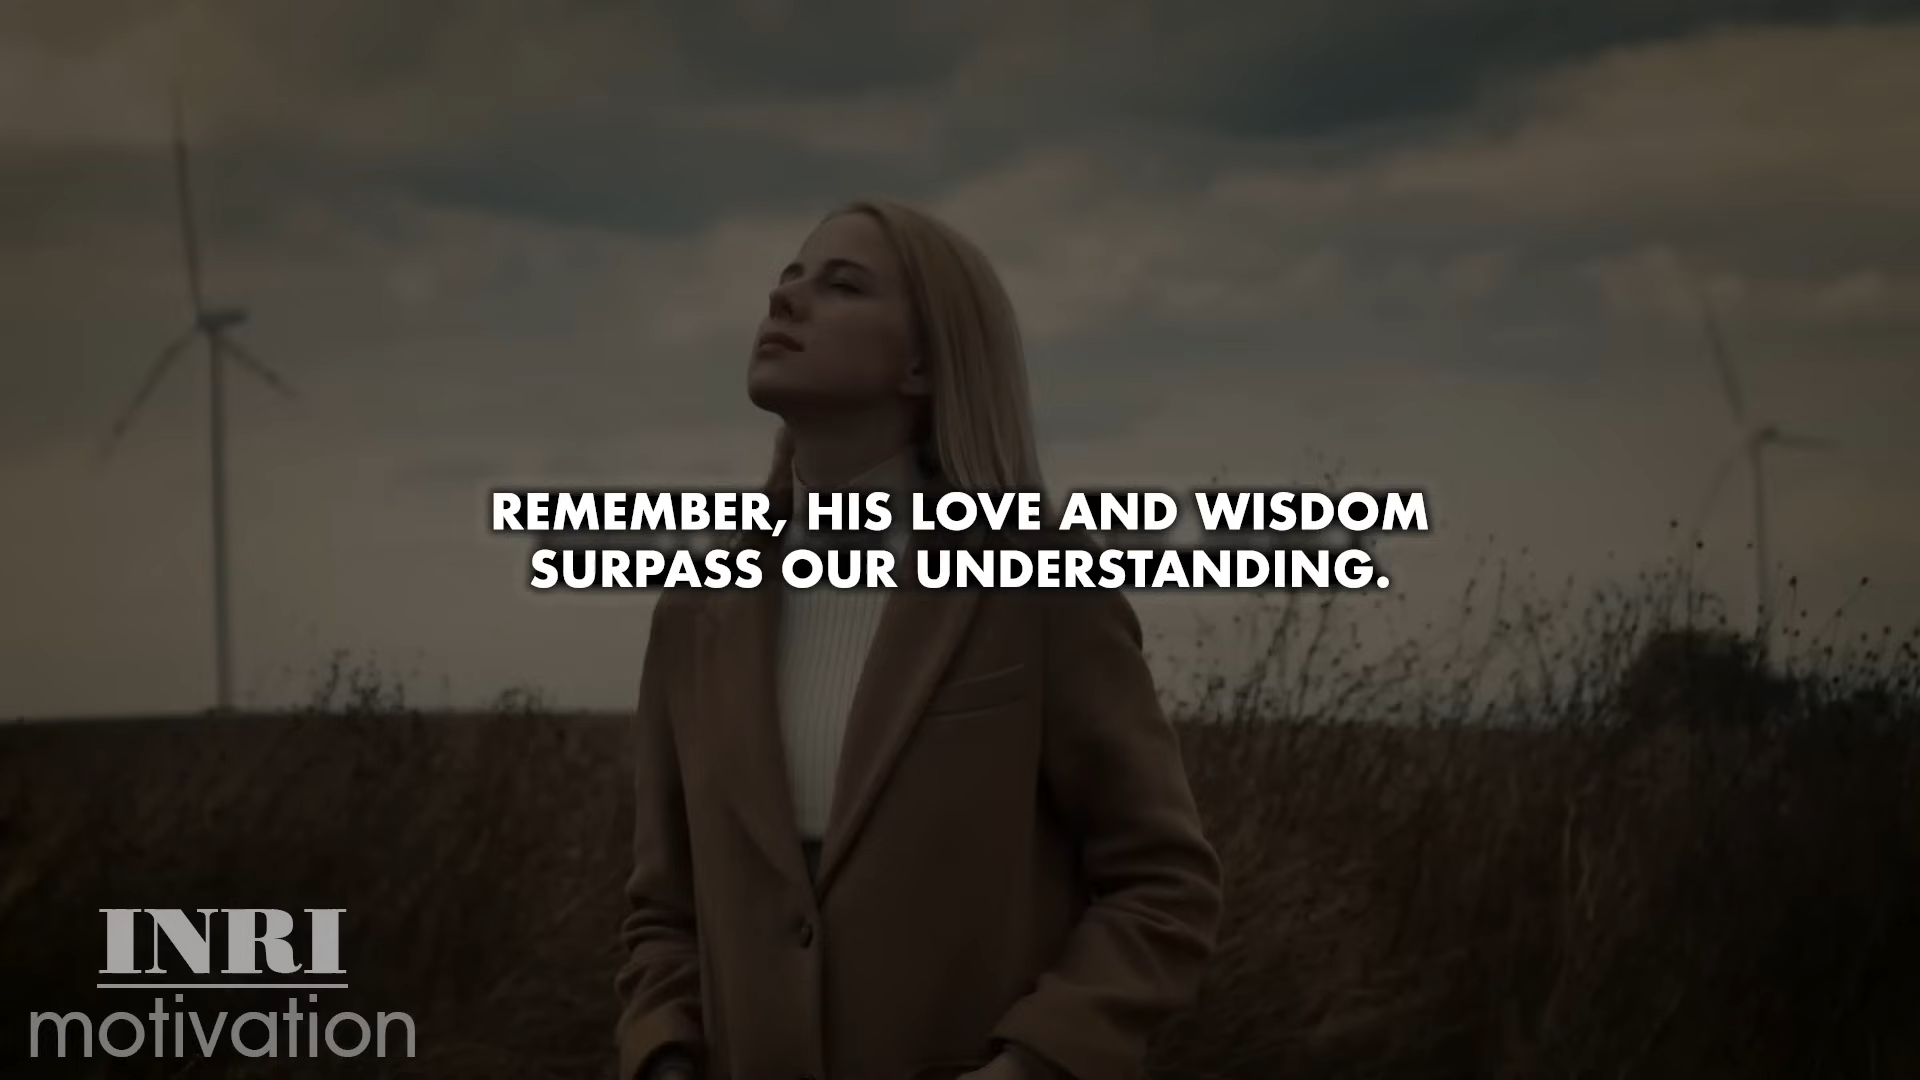 REMEMBER, HIS LOVE AND WISDOM
SURPASS OUR UNDERSTANDING.
INRI
motivation